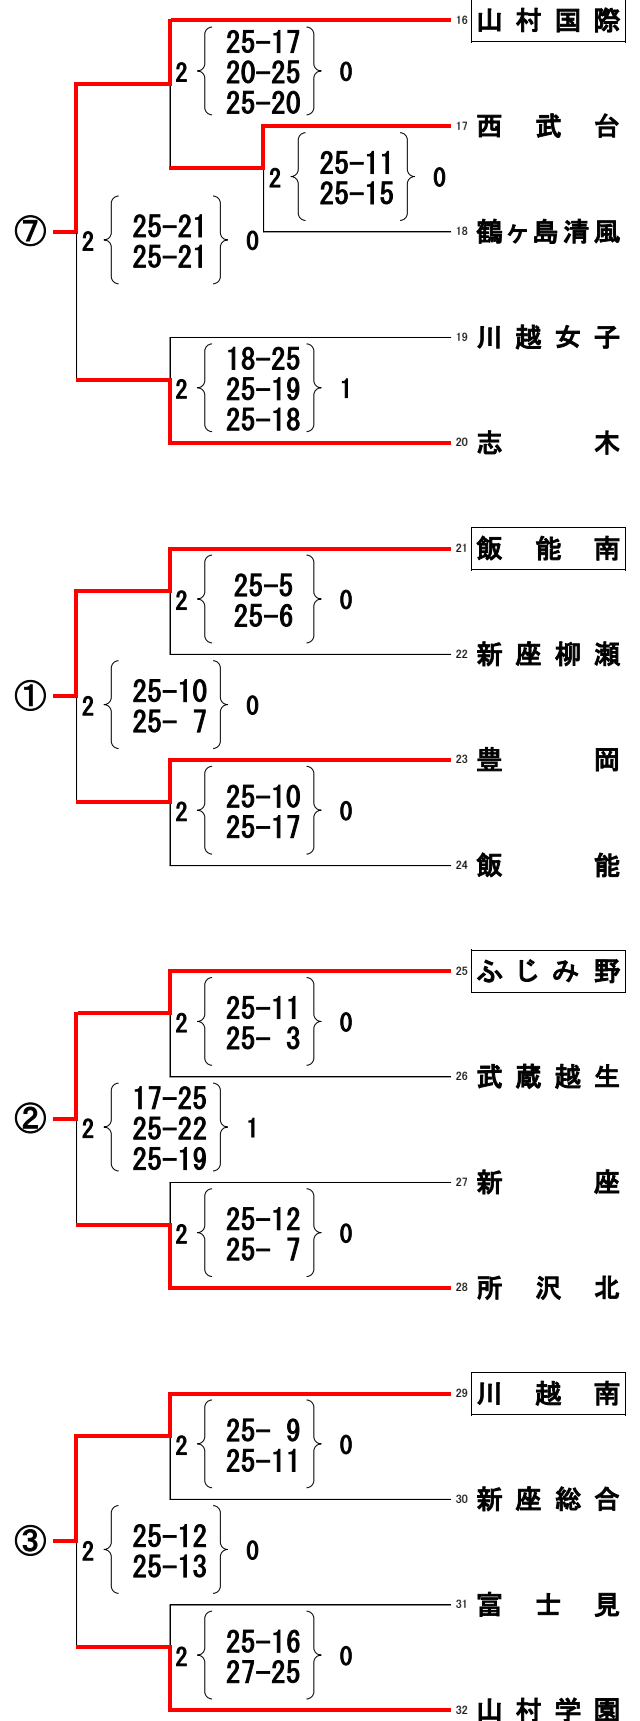 16 山村国際
25-17
2 20-25 0
25-20
17 西武台
2 25-11 0
25-15
⑦ 2 25-21 0
25-21
18 鶴ヶ島清風
19 川越女子
18-25
2 25-19 1
25-18
20 志木
21 飯能南
2 25-5 0
25-6
22 新座柳瀬
① 2 25-10 0
25- 7
23 豊岡
2 25-10 0
25-17
24 飯能
25 ふじみ野
2 25-11 0
25- 3
26 武蔵越生
17-25
② 2 25-22 1
25-19
27 新座
2 25-12 0
25- 7
28 所沢北
29 川越南
2 25- 9 0
25-11
30 新座総合
③ 2 25-12 0
25-13
31 富士見
2 25-16 0
27-25
32 山村学園